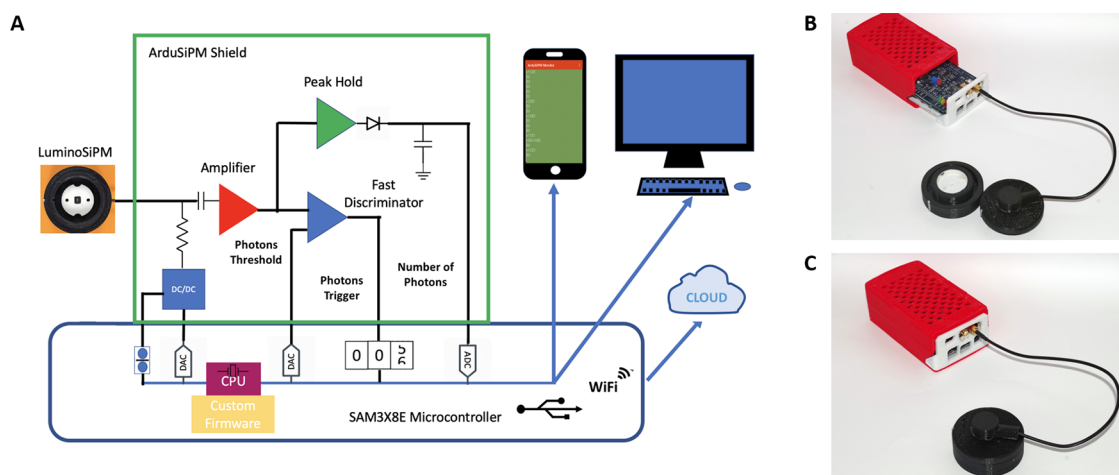 A
ArduSiPM Shield
Peak Hold
LuminoSiPM
Amplifier
Fast
Discriminator
Photons
Threshold
Photons
Trigger
Number of
Photons
DC/DC
DAC
DAC
ADC
0 0
CPU
Custom
Firmware
SAM3X8E Microcontroller
WiFi
CLOUD
B
C